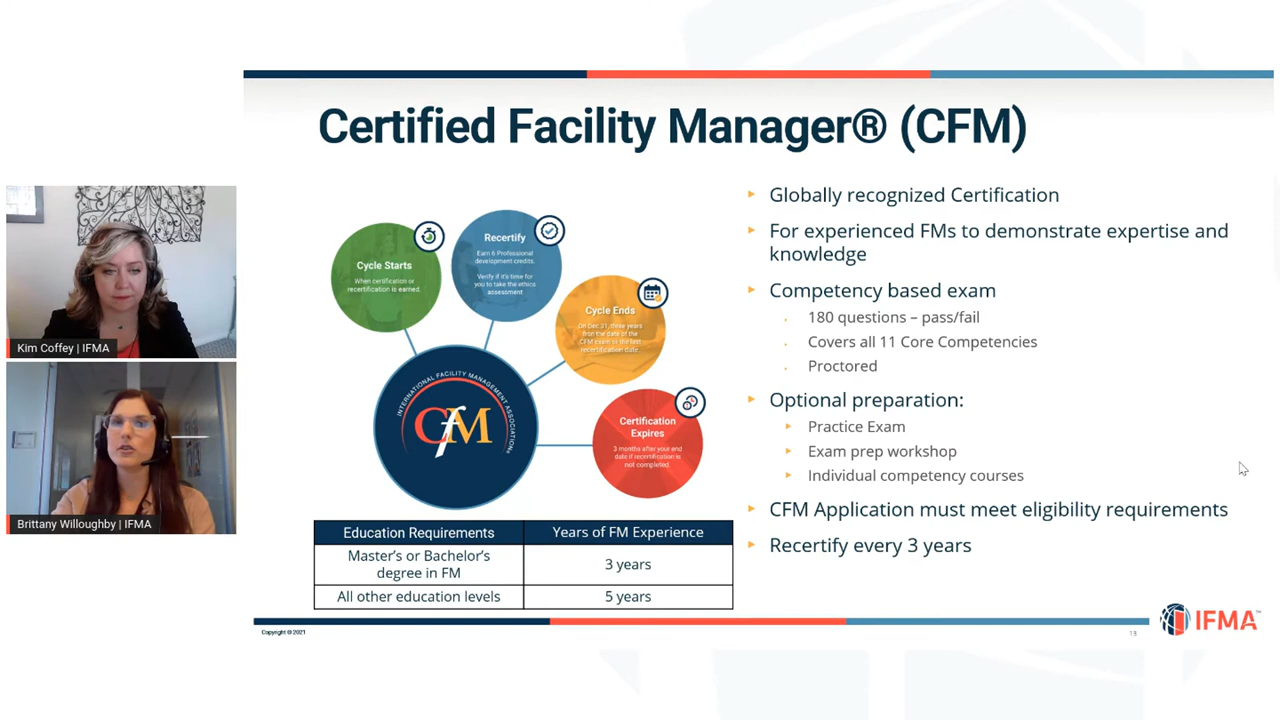 Certified Facility Manager® (CFM)
Kim Coffey | IFMA
Brittany Willoughby | IFMA
Cycle Starts
When certification or
recertification is earned.
Recertify
Earn 6 Professional
development credits.
Verify if it's time for
you to take the ethics
assessment
Cycle Ends
On Dec 31, three years
from the date of the
CFM exam or the last
recertification date.
Certification
Expires
3 months after your end
date if recertification is
not completed.
INTERNATIONAL FACILITY MANAGEMENT ASSOCIATION
CFM
Education Requirements
Years of FM Experience
Master's or Bachelor's
degree in FM
3 years
All other education levels
5 years
Globally recognized Certification
For experienced FMs to demonstrate expertise and
knowledge
Competency based exam
180 questions – pass/fail
Covers all 11 Core Competencies
Proctored
Optional preparation:
Practice Exam
Exam prep workshop
Individual competency courses
CFM Application must meet eligibility requirements
Recertify every 3 years
Copyright © 2021
13
IFMA™